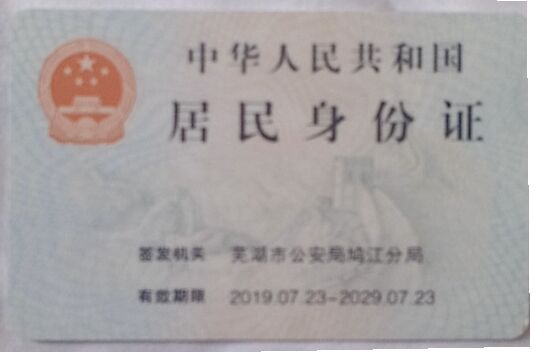 中华人民共和国
居民身份证
签发机关 芜湖市公安局鸠江分局
有效期限 2019.07.23-2029.07.23